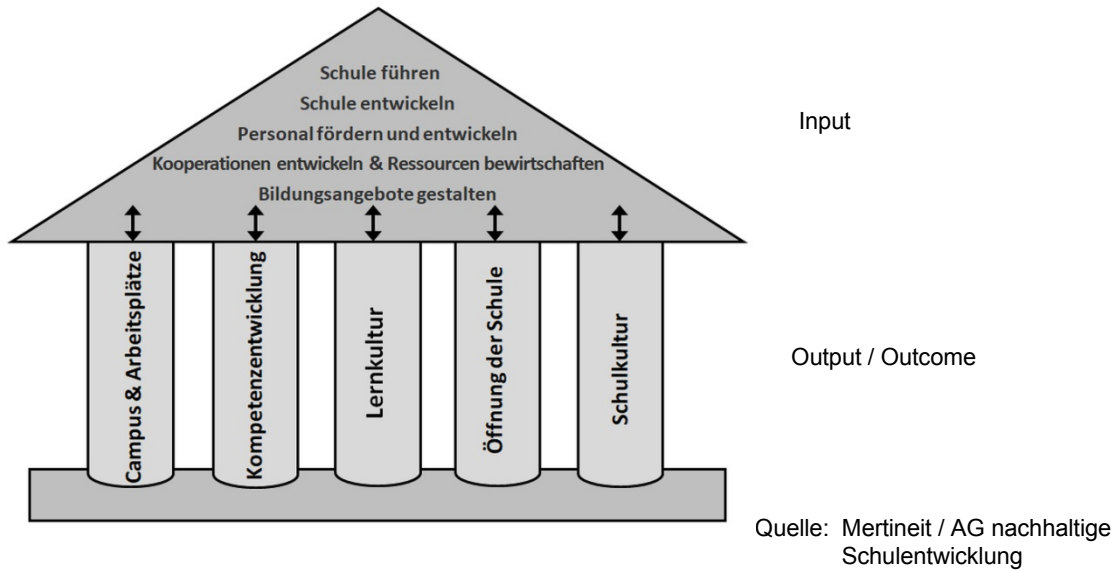 Schule führen
Schule entwickeln
Personal fördern und entwickeln
Kooperationen entwickeln & Ressourcen bewirtschaften
Bildungsangebote gestalten
Input
Campus & Arbeitsplätze
Kompetenzentwicklung
Lernkultur
Öffnung der Schule
Schulkultur
Output / Outcome
Quelle: Mertineit / AG nachhaltige
Schulentwicklung